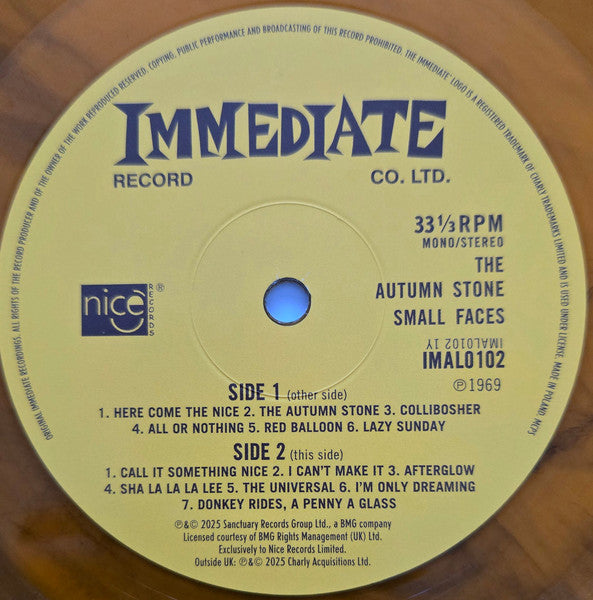 ORIGINAL IMMEDIATE RECORDINGS. ALL RIGHTS OF THE RECORD PRODUCER AND OF THE OWNER OF THE WORK REPRODUCED RESERVED. COPYING, PUBLIC PERFORMANCE AND BROADCASTING OF THIS RECORD PROHIBITED. THE IMMEDIATE' LOGO IS A REGISTERED TRADEMARK OF CHARLY TRADEMARKS LIMITED AND IS USED UNDER LICENSE. MADE IN POLAND. MCPS
IMMEDIATE
RECORD CO. LTD.
33 1/3 RPM
MONO/STEREO
THE
AUTUMN STONE
SMALL FACES
nice RECORDS ®
IMAL0102 1Y
IMAL0102
℗1969
SIDE 1 (other side)
1. HERE COME THE NICE 2. THE AUTUMN STONE 3. COLLIBOSHER
4. ALL OR NOTHING 5. RED BALLOON 6. LAZY SUNDAY
SIDE 2 (this side)
1. CALL IT SOMETHING NICE 2. I CAN'T MAKE IT 3. AFTERGLOW
4. SHA LA LA LA LEE 5. THE UNIVERSAL 6. I'M ONLY DREAMING
7. DONKEY RIDES, A PENNY A GLASS
℗&© 2025 Sanctuary Records Group Ltd., a BMG company
Licensed courtesy of BMG Rights Management (UK) Ltd.
Exclusively to Nice Records Limited.
Outside UK: ℗&© 2025 Charly Acquisitions Ltd.